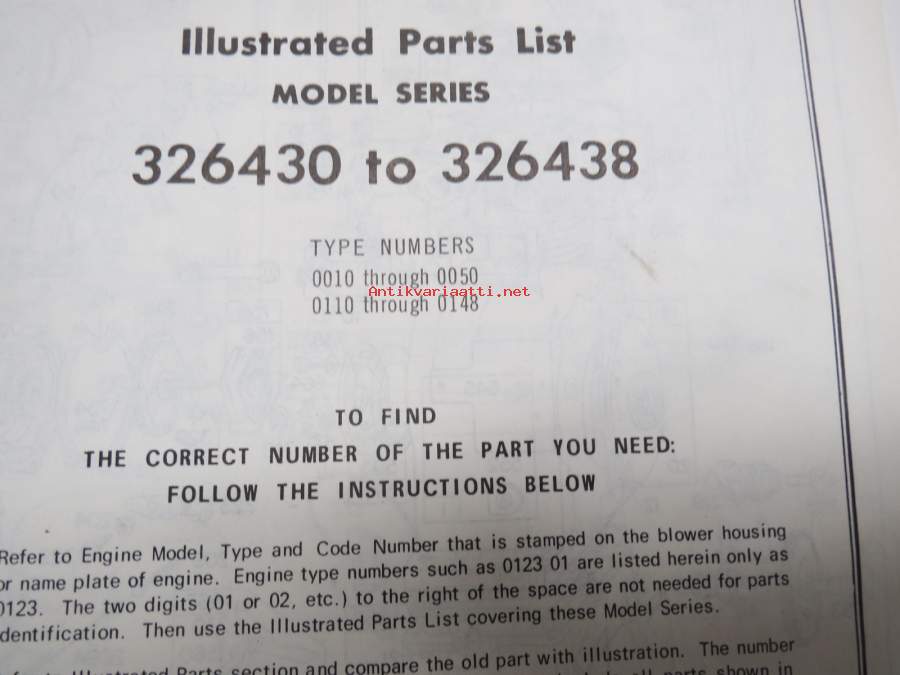 Illustrated Parts List
MODEL SERIES
326430 to 326438
TYPE NUMBERS
0010 through 0050
Antikvariaatti.net
0110 through 0148
TO FIND
THE CORRECT NUMBER OF THE PART YOU NEED:
FOLLOW THE INSTRUCTIONS BELOW
Refer to Engine Model, Type and Code Number that is stamped on the blower housing
or name plate of engine. Engine type numbers such as 0123 01 are listed herein only as
0123. The two digits (01 or 02, etc.) to the right of the space are not needed for parts
identification. Then use the Illustrated Parts List covering these Model Series.
Illustrated Parts section and compare the old part with illustration. The number
all parts shown in